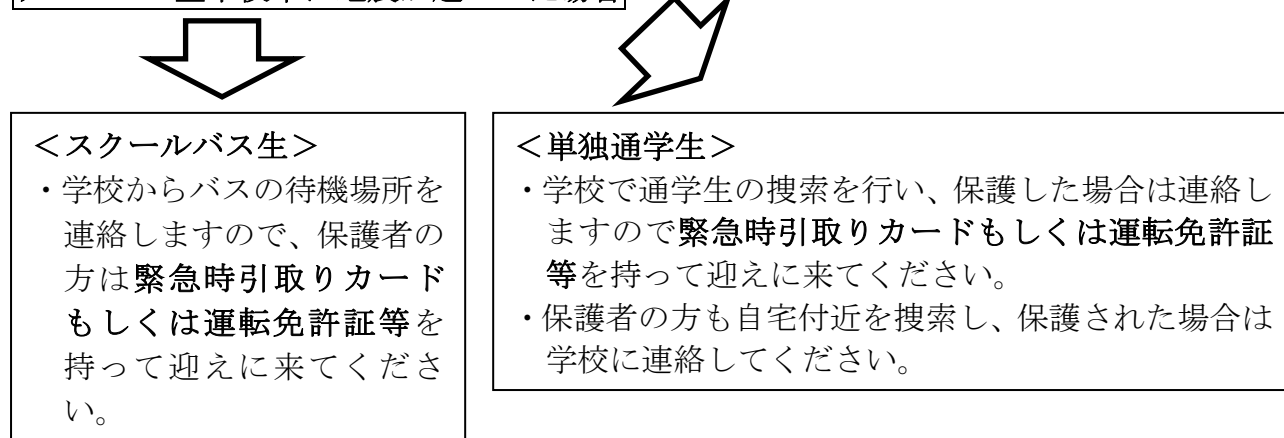 ＜スクールバス生＞
・学校からバスの待機場所を
連絡しますので、保護者の
方は緊急時引取りカード
もしくは運転免許証等を
持って迎えに来てくださ
い。
＜単独通学生＞
・学校で通学生の捜索を行い、保護した場合は連絡し
ますので緊急時引取りカードもしくは運転免許証
等を持って迎えに来てください。
・保護者の方も自宅付近を捜索し、保護された場合は
学校に連絡してください。